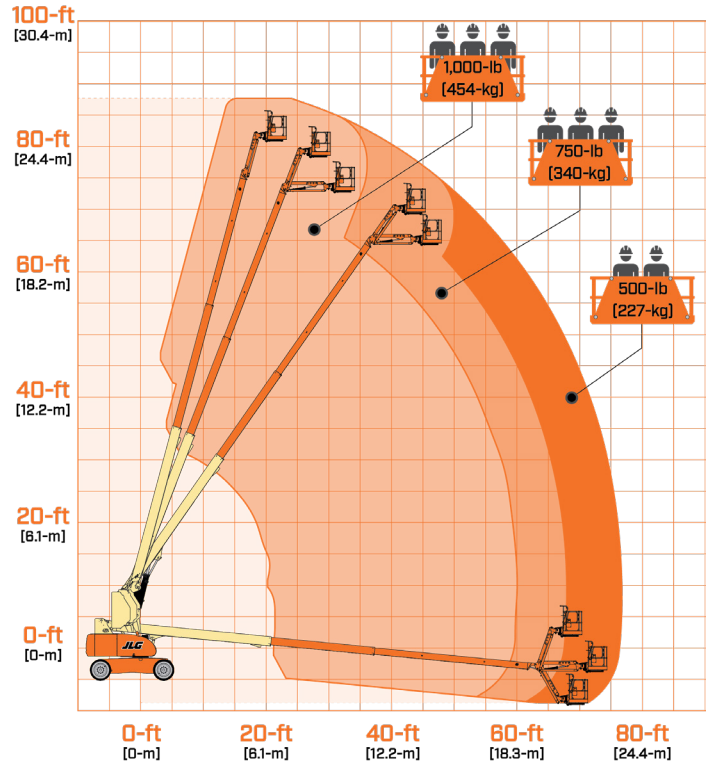 100-ft
[30.4-m]
1,000-lb
(454-kg)
80-ft
[24.4-m]
750-lb
(340-kg)
60-ft
[18.2-m]
500-lb
(227-kg)
40-ft
[12.2-m]
20-ft
[6.1-m]
0-ft
[0-m]
JLG
0-ft
[0-m]
20-ft
[6.1-m]
40-ft
[12.2-m]
60-ft
[18.3-m]
80-ft
[24.4-m]